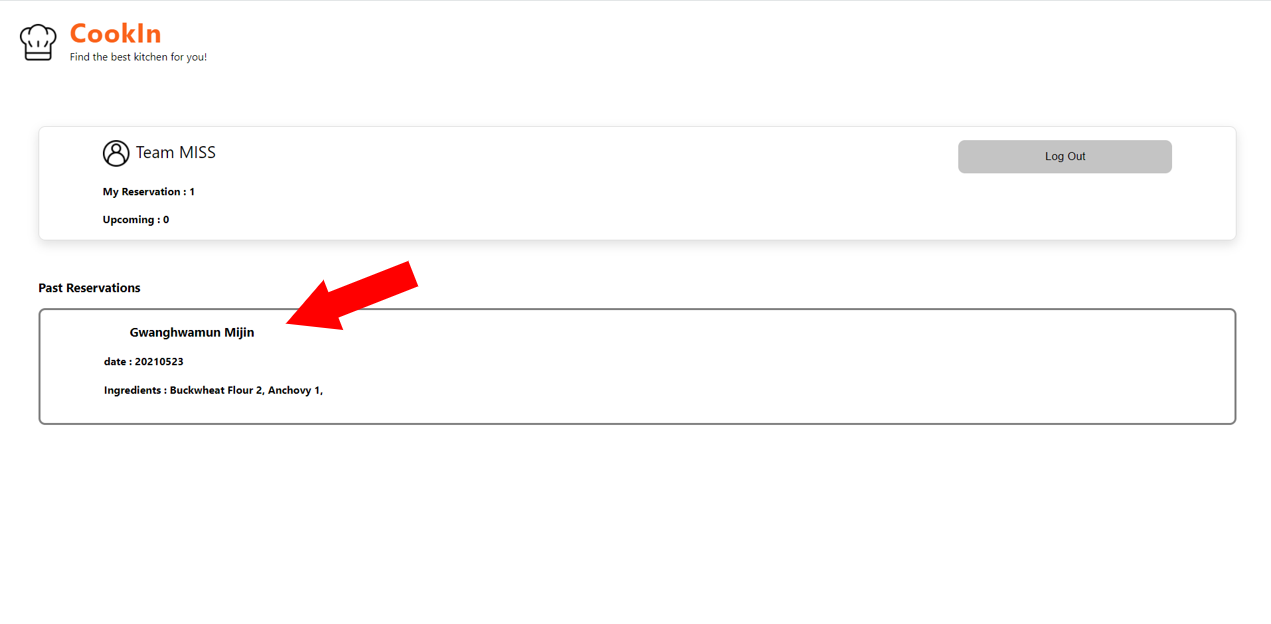 CookIn
Find the best kitchen for you!
Team MISS
Log Out
My Reservation : 1
Upcoming : 0
Past Reservations
Gwanghwamun Mijin
date : 20210523
Ingredients : Buckwheat Flour 2, Anchovy 1,